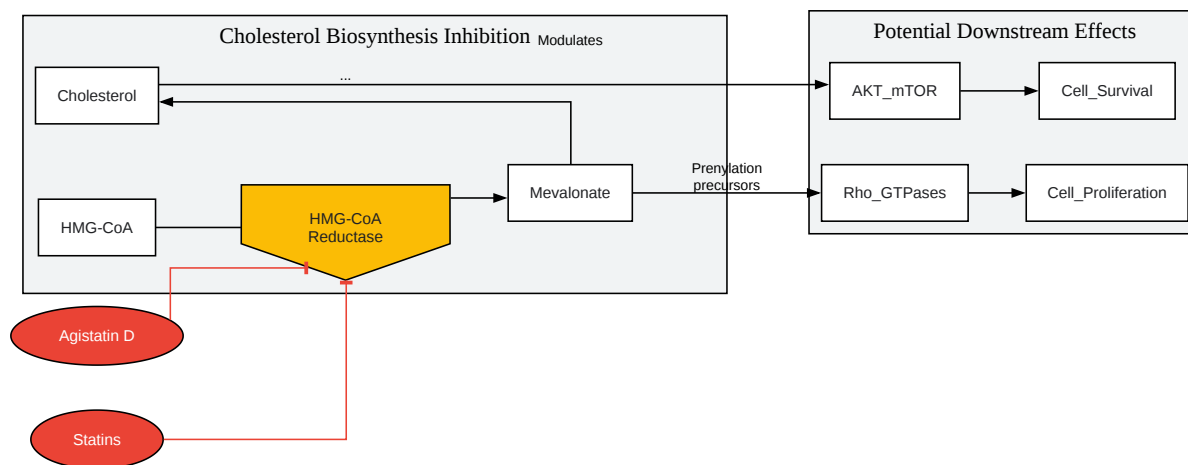 Cholesterol Biosynthesis Inhibition
Modulates
Potential Downstream Effects
...
Cholesterol
AKT_mTOR
Cell_Survival
Prenylation
precursors
Mevalonate
Rho_GTPases
Cell_Proliferation
HMG-CoA
HMG-CoA
Reductase
Agistatin D
Statins